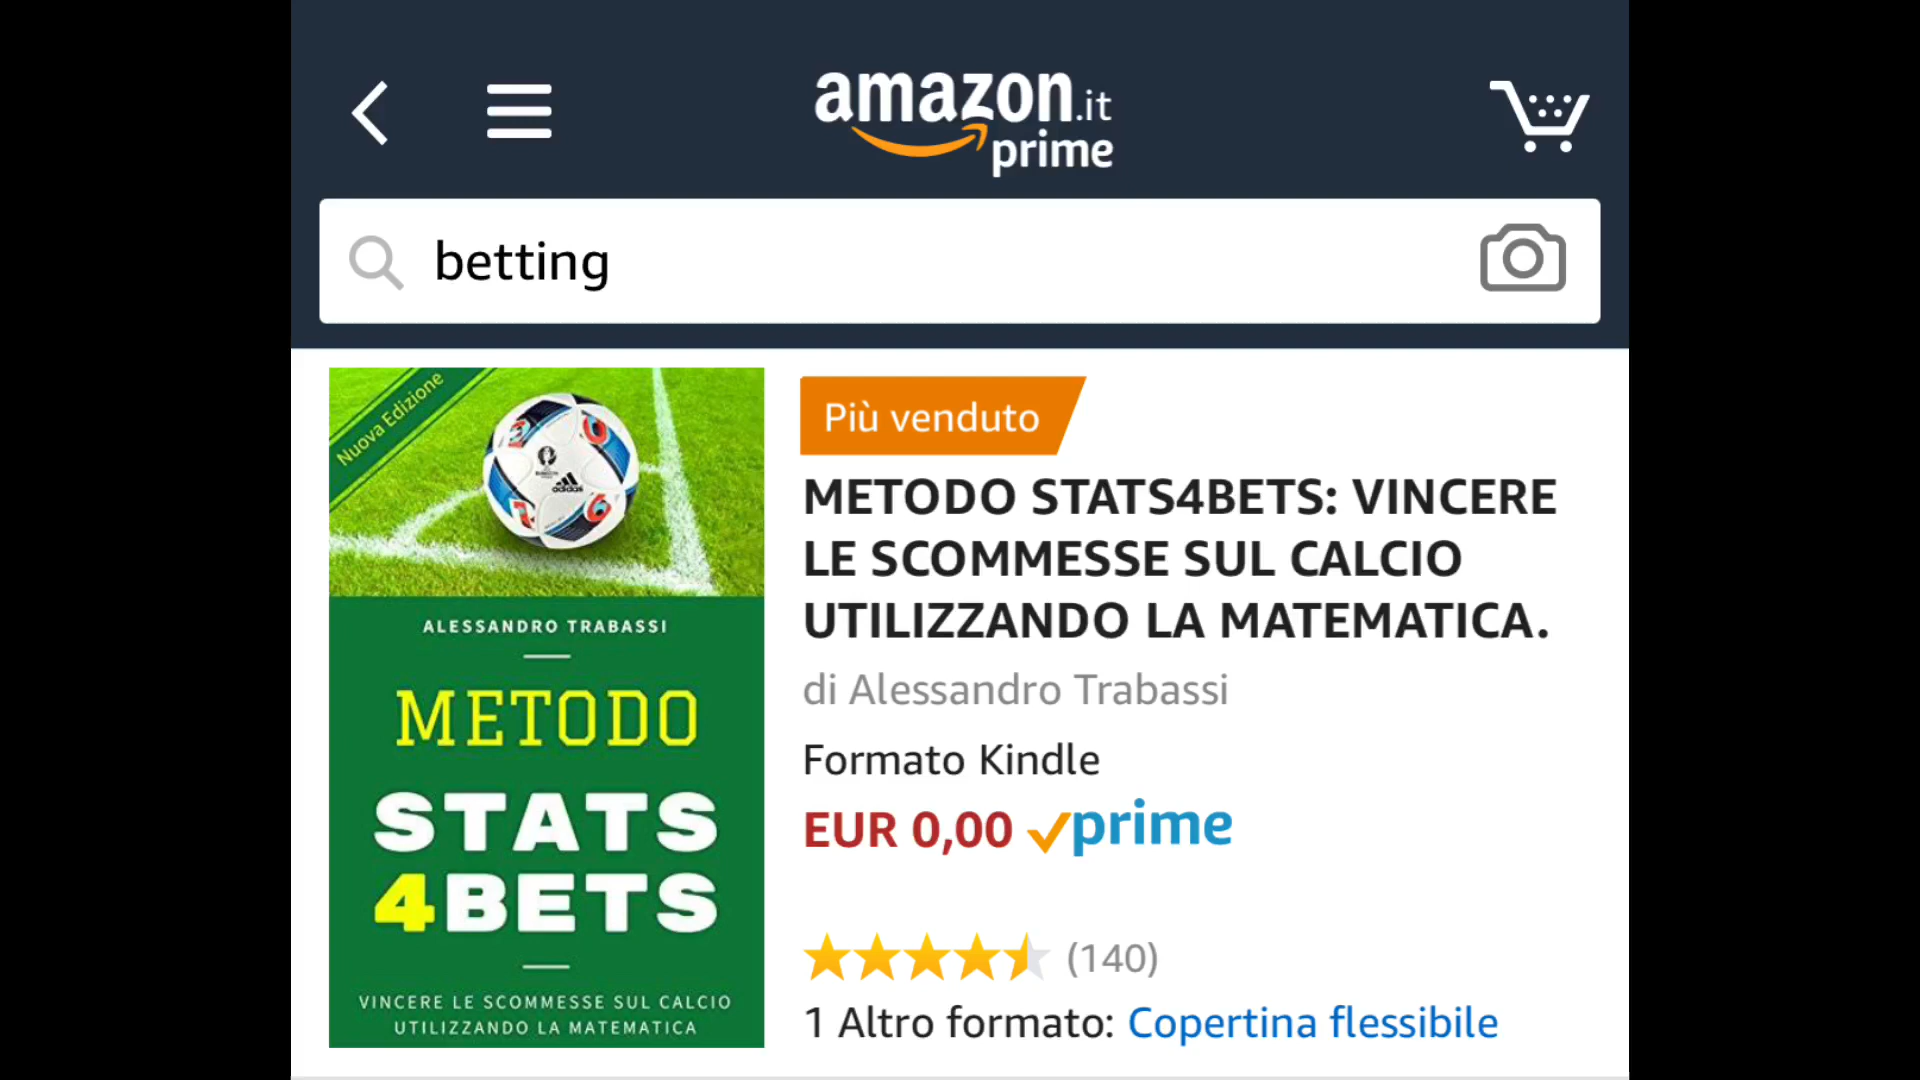 amazon.it
prime
betting
Nuova Edizione
adidas
ALESSANDRO TRABASSI
METODO
STATS
4BETS
VINCERE LE SCOMMESSE SUL CALCIO
UTILIZZANDO LA MATEMATICA
Più venduto
METODO STATS4BETS: VINCERE
LE SCOMMESSE SUL CALCIO
UTILIZZANDO LA MATEMATICA.
di Alessandro Trabassi
Formato Kindle
EUR 0,00 prime
(140)
1 Altro formato: Copertina flessibile